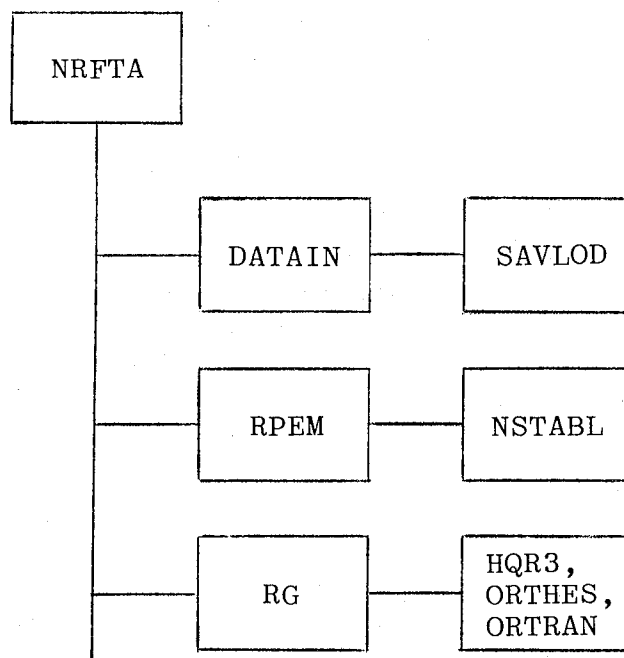 NRFTA
DATAIN
SAVLOD
RPEM
NSTABL
RG
HQR3,
ORTHES,
ORTRAN